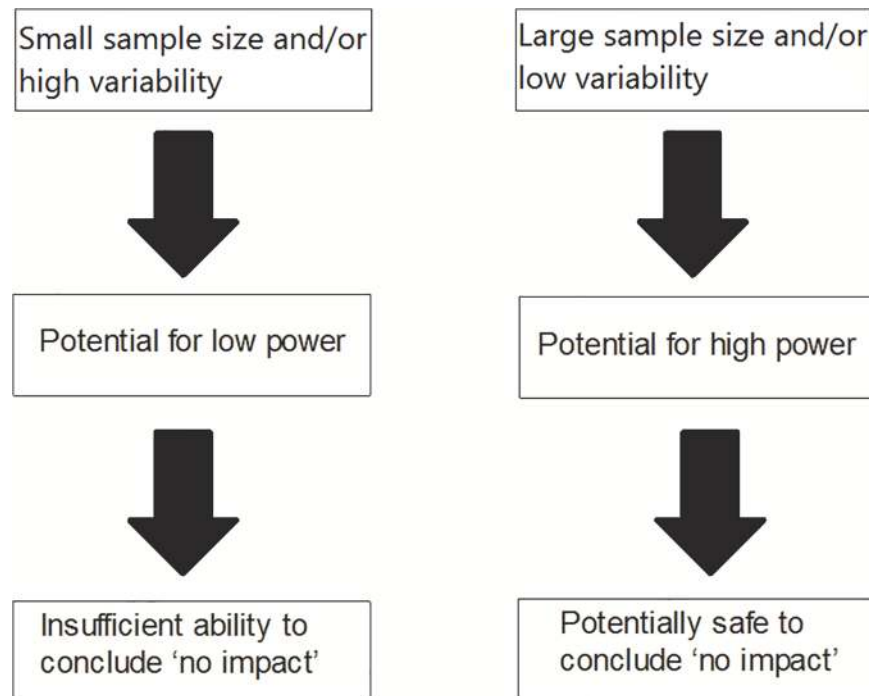 Small sample size and/or
high variability
Large sample size and/or
low variability
Potential for low power
Potential for high power
Insufficient ability to
conclude ‘no impact’
Potentially safe to
conclude ‘no impact’